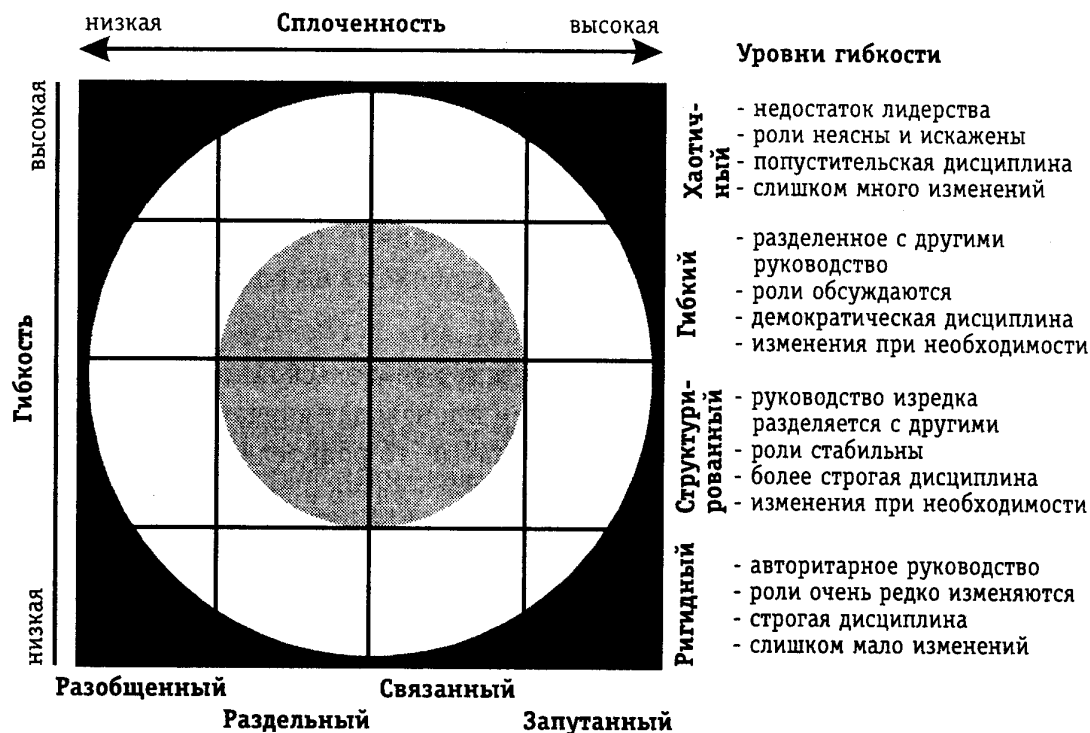 низкая Сплоченность высокая
Уровни гибкости
высокая
Гибкость
низкая
Хаотич-
ный
- недостаток лидерства
- роли неясны и искажены
- попустительская дисциплина
- слишком много изменений
Гибкий
- разделенное с другими
руководство
- роли обсуждаются
- демократическая дисциплина
- изменения при необходимости
Структури-
рованный
- руководство изредка
разделяется с другими
- роли стабильны
- более строгая дисциплина
- изменения при необходимости
Ригидный
- авторитарное руководство
- роли очень редко изменяются
- строгая дисциплина
- слишком мало изменений
Разобщенный Связанный
Раздельный Запутанный